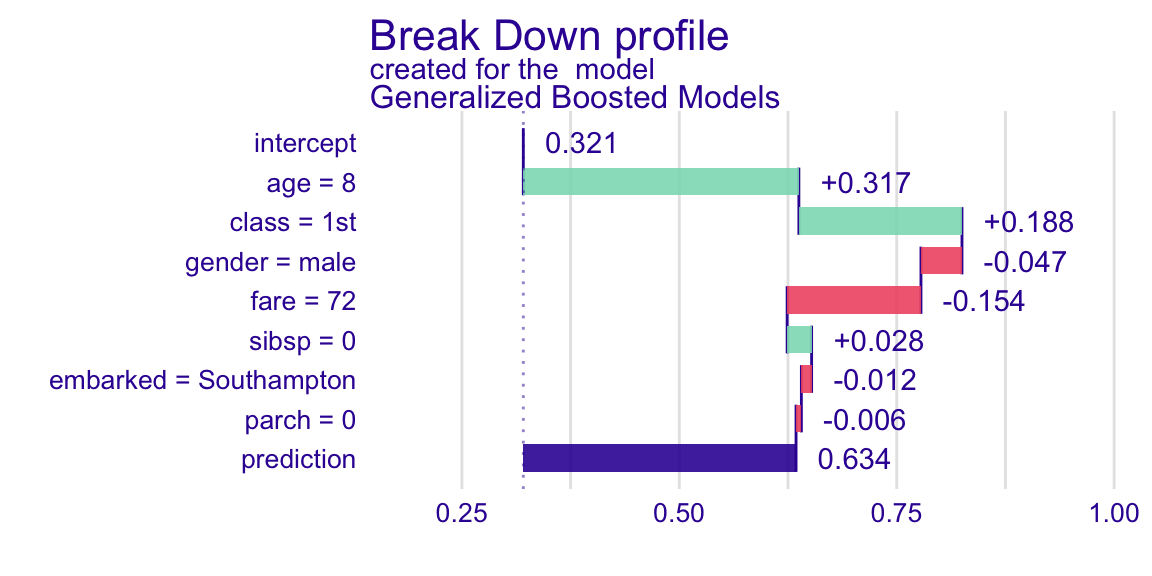 Break Down profile
created for the  model
Generalized Boosted Models
intercept 0.321
age = 8 +0.317
class = 1st +0.188
gender = male -0.047
fare = 72 -0.154
sibsp = 0 +0.028
embarked = Southampton -0.012
parch = 0 -0.006
prediction 0.634
0.25 0.50 0.75 1.00